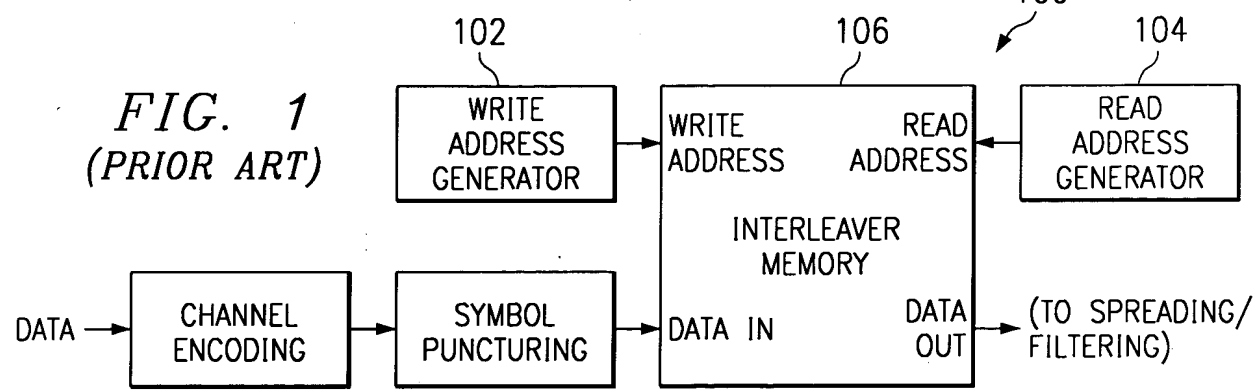 102
106
104
FIG. 1
(PRIOR ART)
WRITE
ADDRESS
GENERATOR
WRITE
ADDRESS
READ
ADDRESS
READ
ADDRESS
GENERATOR
INTERLEAVER
MEMORY
DATA
CHANNEL
ENCODING
SYMBOL
PUNCTURING
DATA IN
DATA
OUT
(TO SPREADING/
FILTERING)